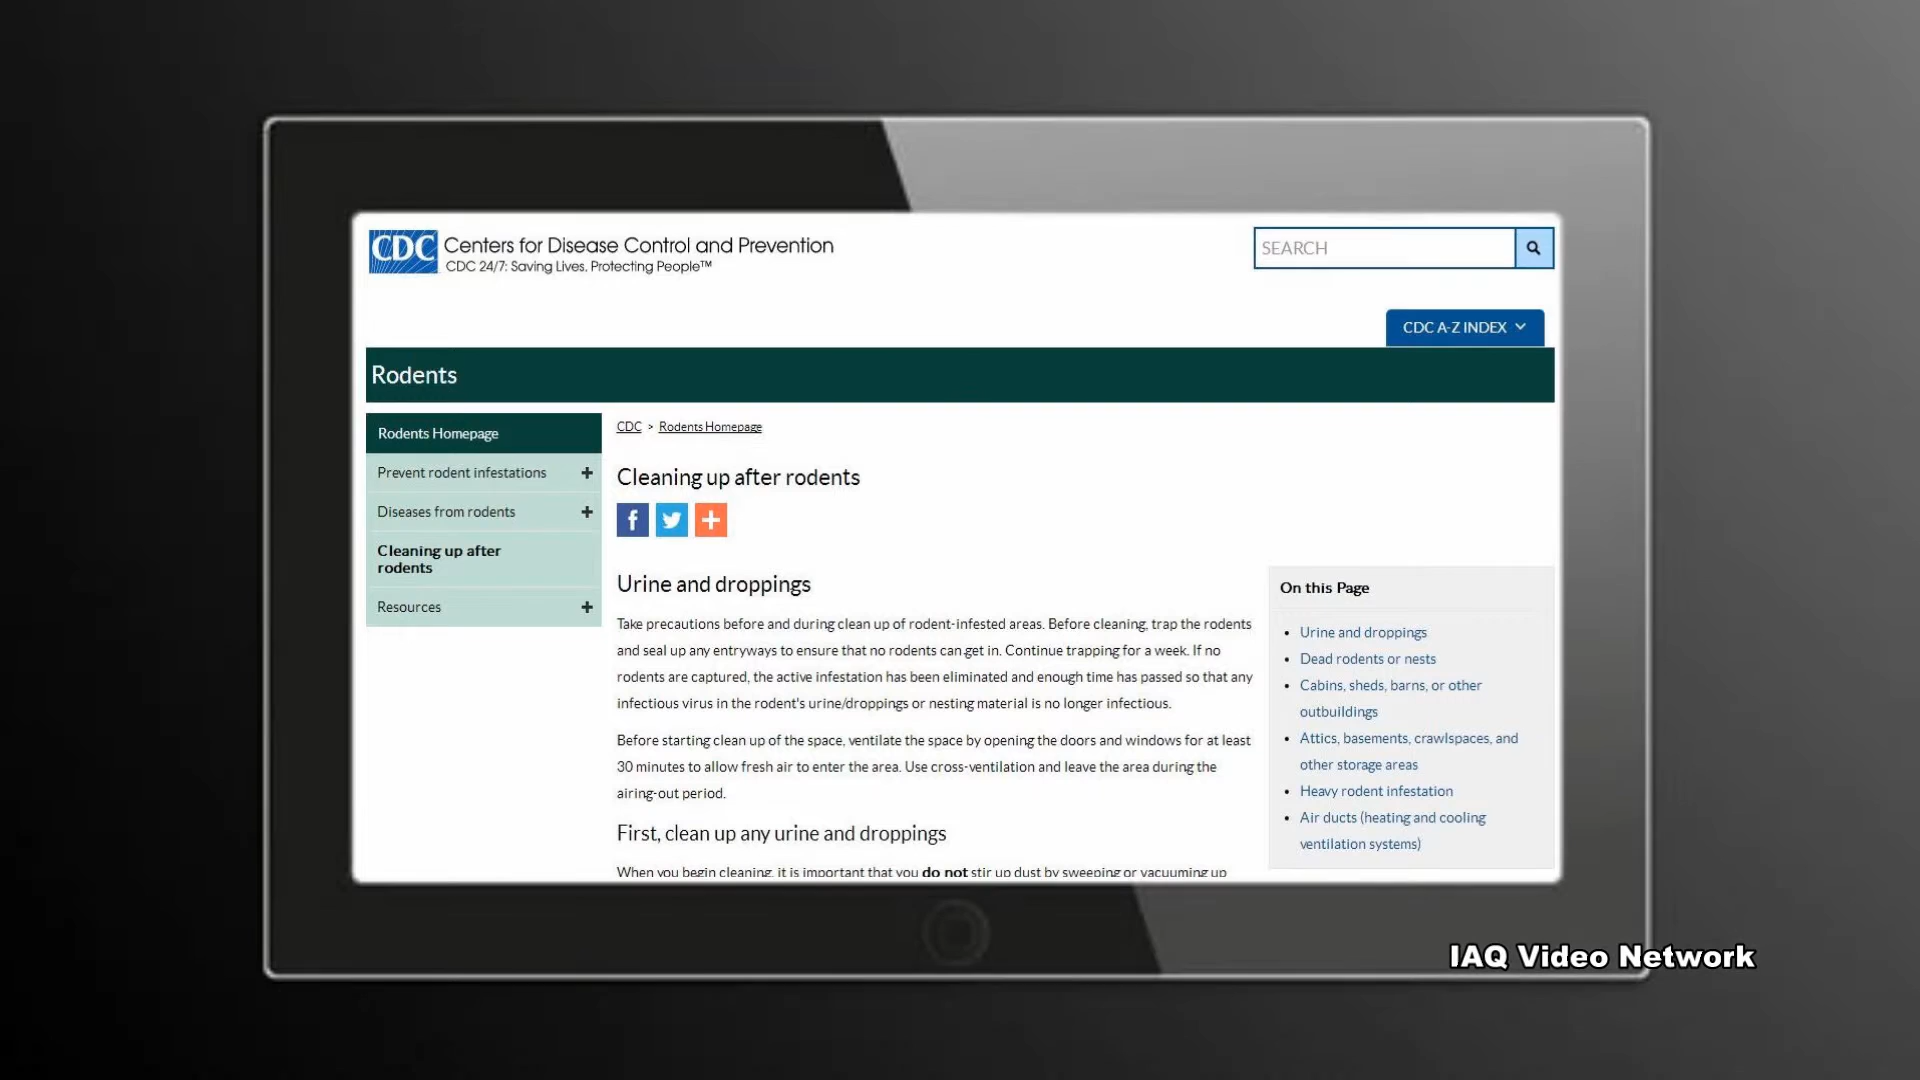 CDC Centers for Disease Control and Prevention
CDC 24/7: Saving Lives, Protecting People™
SEARCH
CDC A-Z INDEX
Rodents
Rodents Homepage
Prevent rodent infestations +
Diseases from rodents +
Cleaning up after
rodents
Resources +
CDC > Rodents Homepage
Cleaning up after rodents
Urine and droppings
Take precautions before and during clean up of rodent-infested areas. Before cleaning, trap the rodents
and seal up any entryways to ensure that no rodents can get in. Continue trapping for a week. If no
rodents are captured, the active infestation has been eliminated and enough time has passed so that any
infectious virus in the rodent's urine/droppings or nesting material is no longer infectious.
Before starting clean up of the space, ventilate the space by opening the doors and windows for at least
30 minutes to allow fresh air to enter the area. Use cross-ventilation and leave the area during the
airing-out period.
First, clean up any urine and droppings
When you begin cleaning, it is important that you do not stir up dust by sweeping or vacuuming up
On this Page
• Urine and droppings
• Dead rodents or nests
• Cabins, sheds, barns, or other
outbuildings
• Attics, basements, crawlspaces, and
other storage areas
• Heavy rodent infestation
• Air ducts (heating and cooling
ventilation systems)
IAQ Video Network